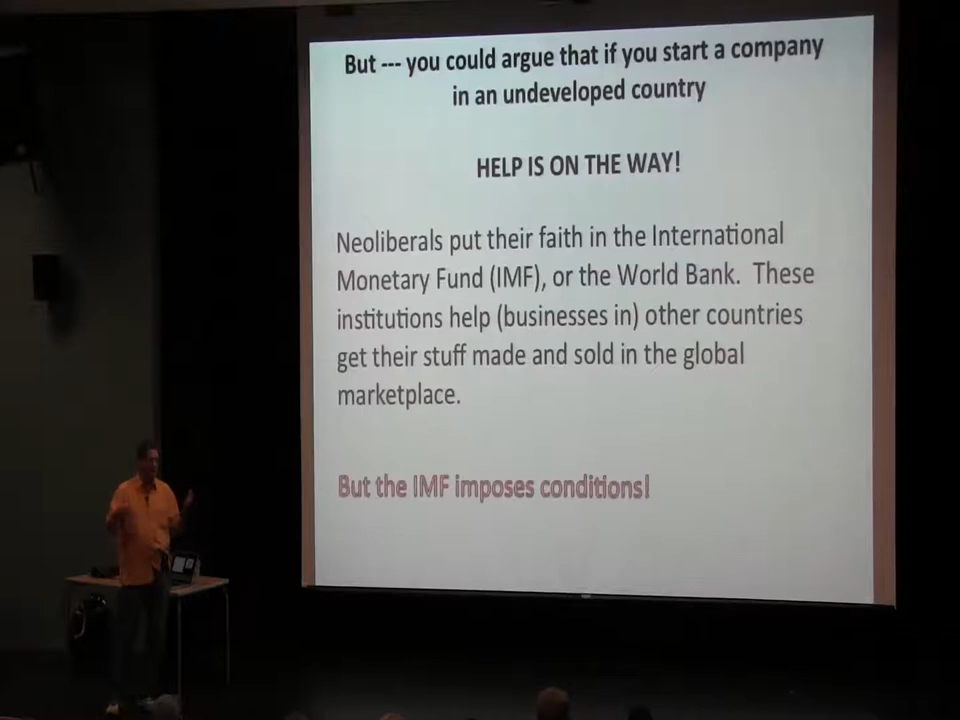 But --- you could argue that if you start a company
in an undeveloped country
HELP IS ON THE WAY!
Neoliberals put their faith in the International
Monetary Fund (IMF), or the World Bank. These
institutions help (businesses in) other countries
get their stuff made and sold in the global
marketplace.
But the IMF imposes conditions!